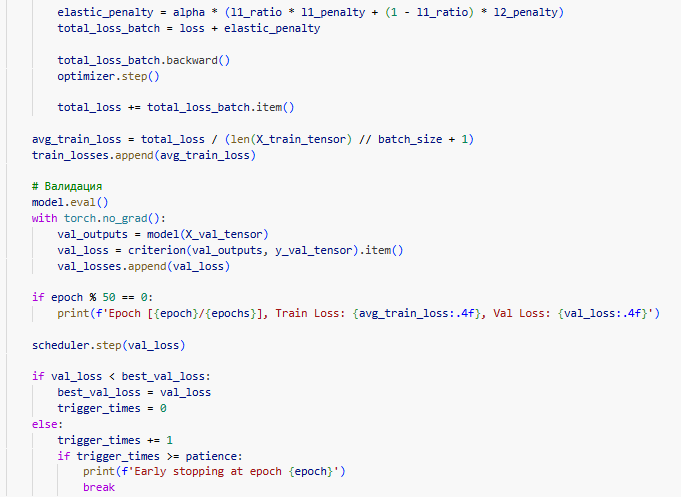 elastic_penalty = alpha * (l1_ratio * l1_penalty + (1 - l1_ratio) * l2_penalty)
total_loss_batch = loss + elastic_penalty
total_loss_batch.backward()
optimizer.step()
total_loss += total_loss_batch.item()
avg_train_loss = total_loss / (len(X_train_tensor) // batch_size + 1)
train_losses.append(avg_train_loss)
# Валидация
model.eval()
with torch.no_grad():
val_outputs = model(X_val_tensor)
val_loss = criterion(val_outputs, y_val_tensor).item()
val_losses.append(val_loss)
if epoch % 50 == 0:
print(f'Epoch [{epoch}/{epochs}], Train Loss: {avg_train_loss:.4f}, Val Loss: {val_loss:.4f}')
scheduler.step(val_loss)
if val_loss < best_val_loss:
best_val_loss = val_loss
trigger_times = 0
else:
trigger_times += 1
if trigger_times >= patience:
print(f'Early stopping at epoch {epoch}')
break